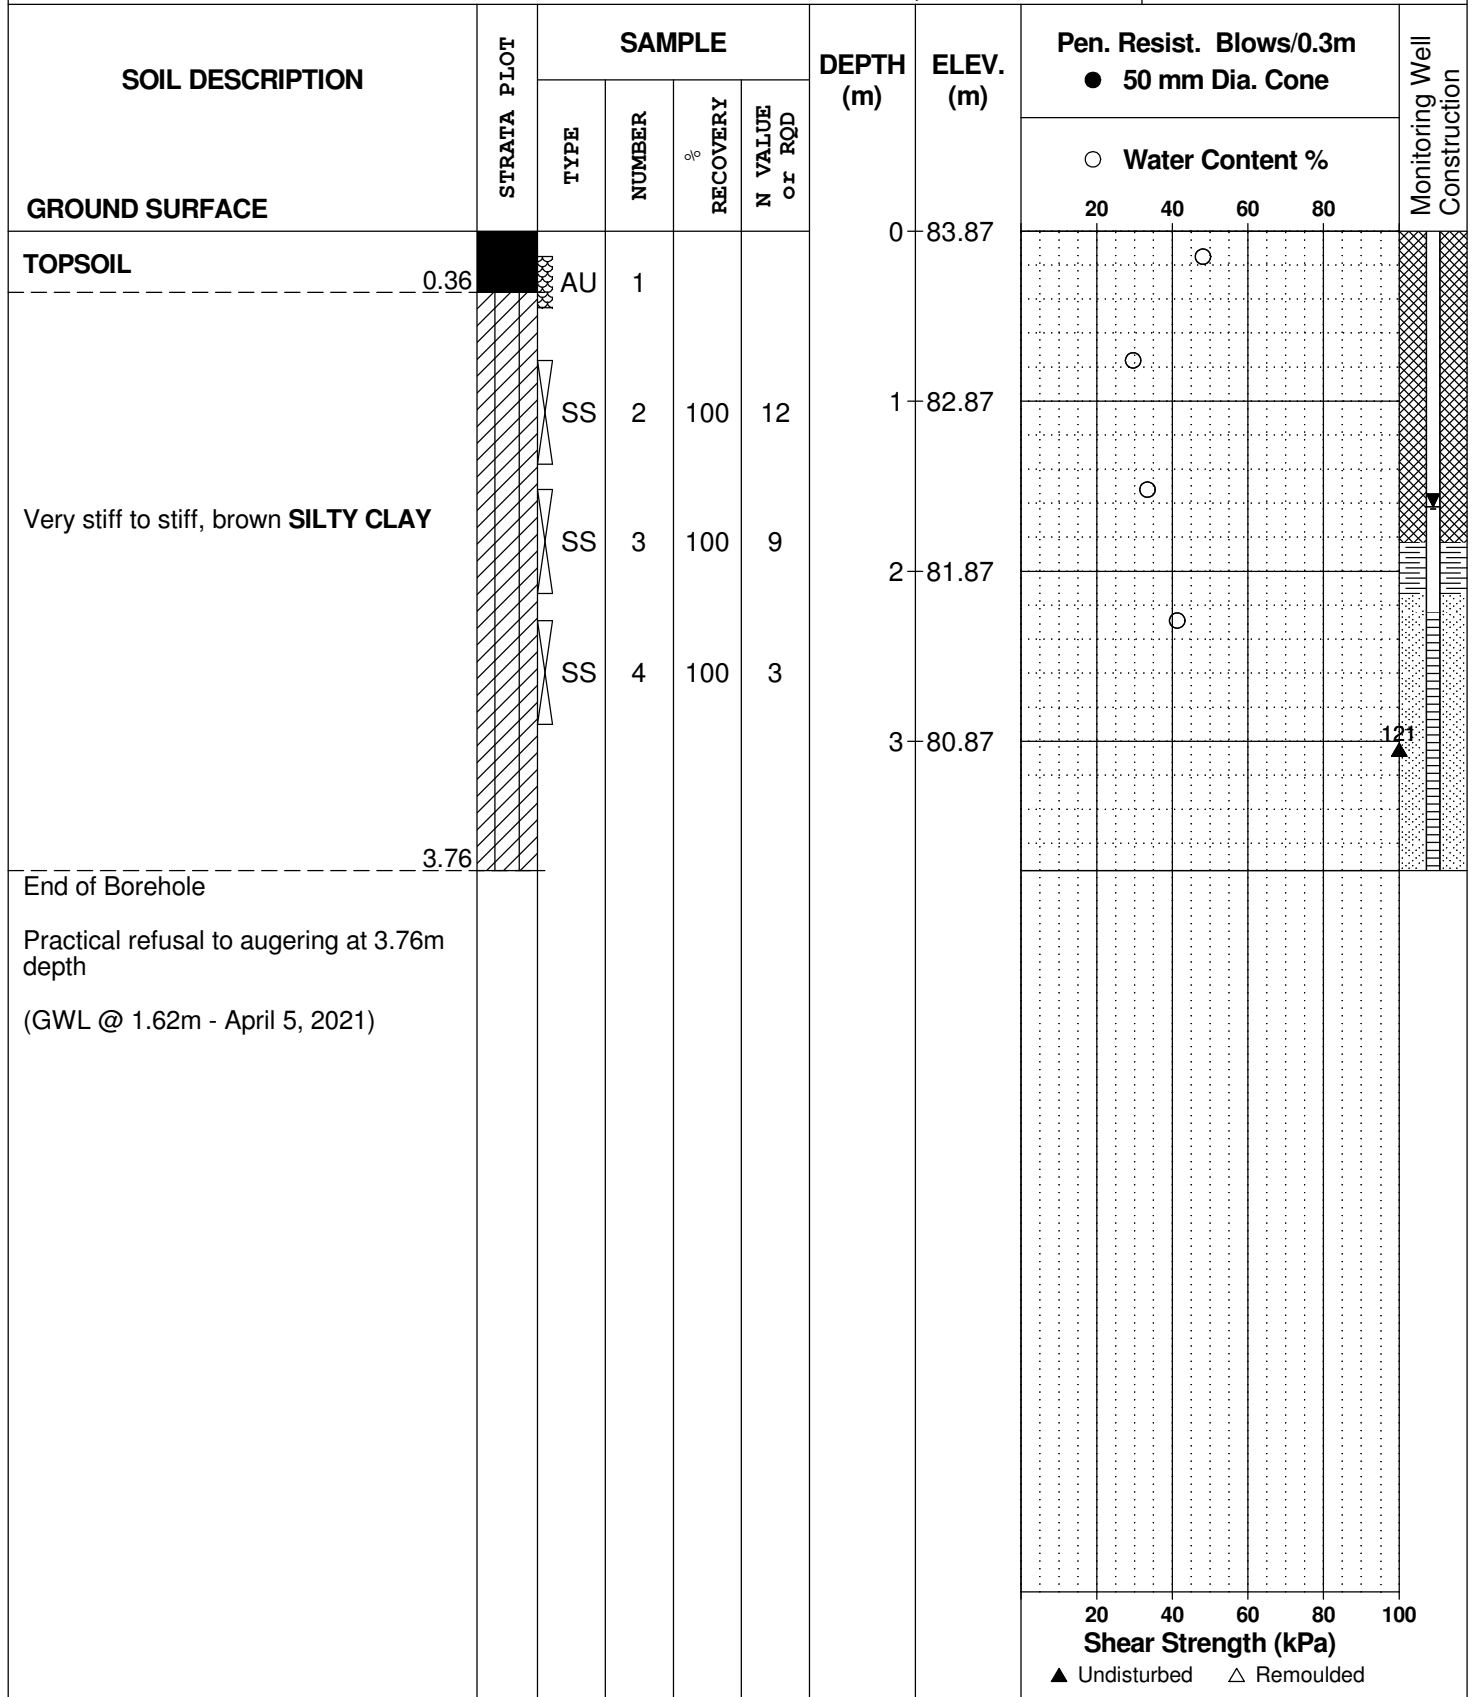 SOIL DESCRIPTION
GROUND SURFACE
STRATA PLOT
SAMPLE
TYPE
NUMBER
% RECOVERY
N VALUE or RQD
DEPTH (m)
ELEV. (m)
Pen. Resist. Blows/0.3m
● 50 mm Dia. Cone
○ Water Content %
20 40 60 80
Monitoring Well Construction
0 83.87
TOPSOIL
0.36
AU 1
SS 2 100 12
1 82.87
Very stiff to stiff, brown SILTY CLAY
SS 3 100 9
2 81.87
SS 4 100 3
121
3 80.87
3.76
End of Borehole
Practical refusal to augering at 3.76m
depth
(GWL @ 1.62m - April 5, 2021)
20 40 60 80 100
Shear Strength (kPa)
▲ Undisturbed △ Remoulded